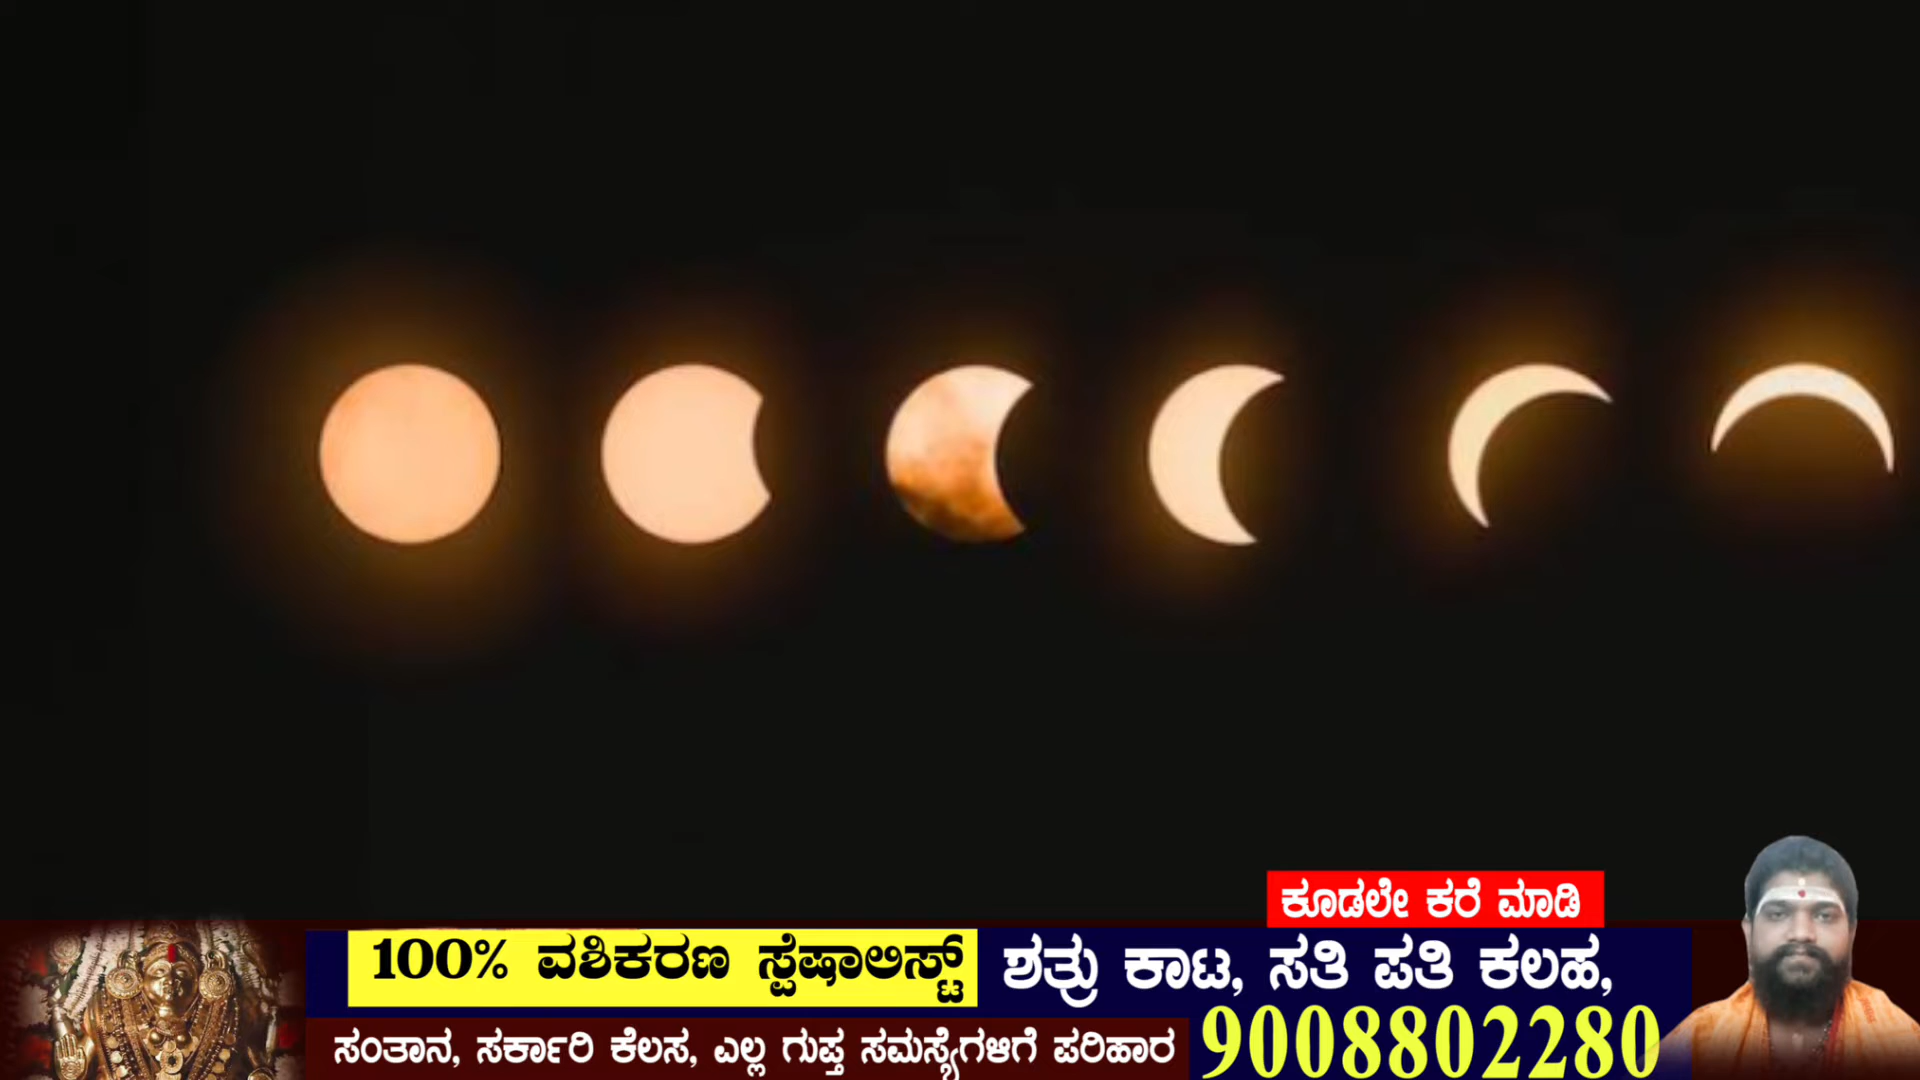 ಕೂಡಲೇ ಕರೆ ಮಾಡಿ
100% ವಶಿಕರಣ ಸ್ಪೆಷಾಲಿಸ್ಟ್ ಶತ್ರು ಕಾಟ, ಸತಿ ಪತಿ ಕಲಹ,
ಸಂತಾನ, ಸರ್ಕಾರಿ ಕೆಲಸ, ಎಲ್ಲ ಗುಪ್ತ ಸಮಸ್ಯೆಗಳಿಗೆ ಪರಿಹಾರ 9008802280